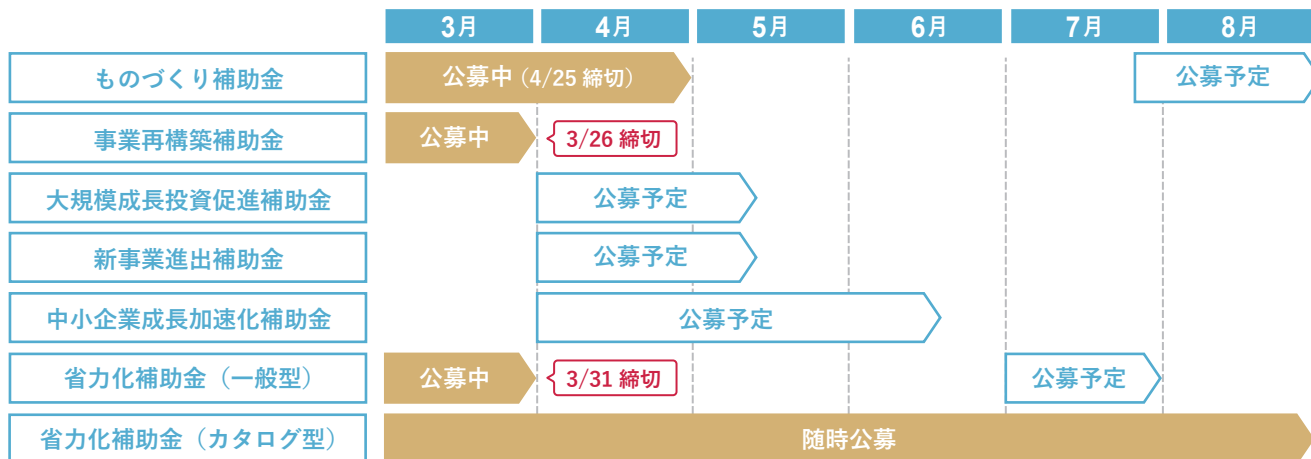 3月 4月 5月 6月 7月 8月
ものづくり補助金 公募中（4/25 締切） 公募予定
事業再構築補助金 公募中 3/26 締切
大規模成長投資促進補助金 公募予定
新事業進出補助金 公募予定
中小企業成長加速化補助金 公募予定
省力化補助金（一般型） 公募中 3/31 締切 公募予定
省力化補助金（カタログ型） 随時公募